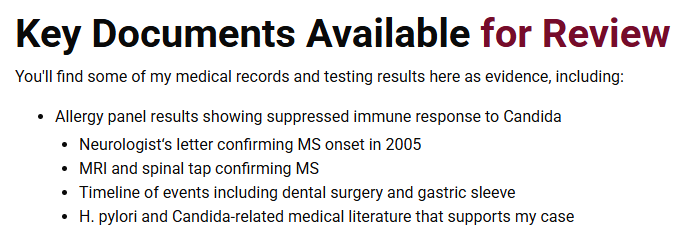 Key Documents Available for Review
You'll find some of my medical records and testing results here as evidence, including:
• Allergy panel results showing suppressed immune response to Candida
• Neurologist‘s letter confirming MS onset in 2005
• MRI and spinal tap confirming MS
• Timeline of events including dental surgery and gastric sleeve
• H. pylori and Candida-related medical literature that supports my case